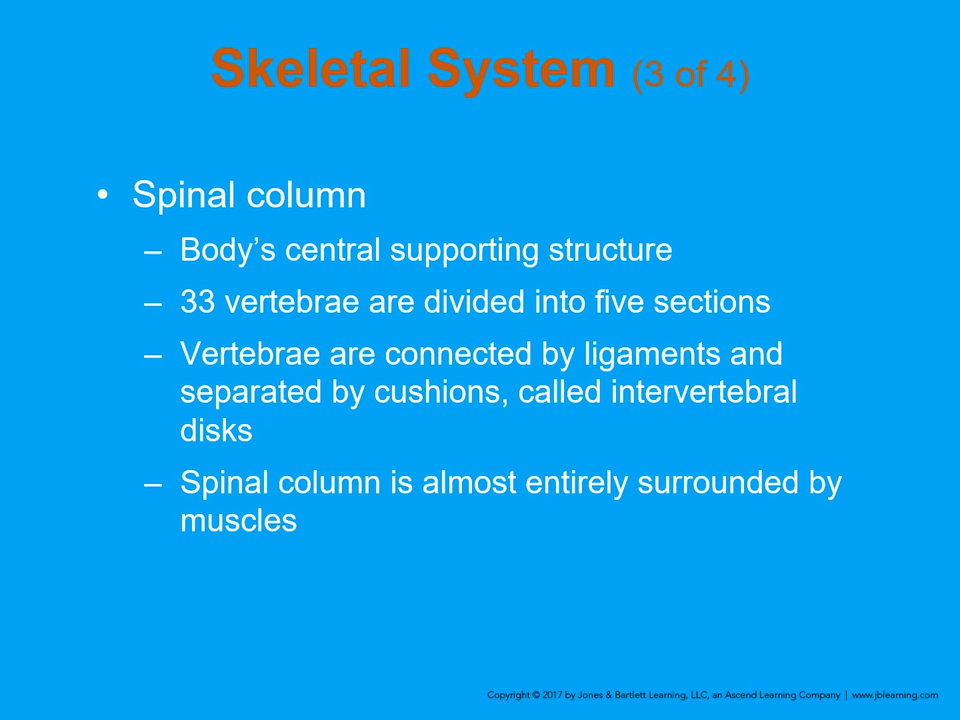 Skeletal System (3 of 4)
• Spinal column
– Body’s central supporting structure
– 33 vertebrae are divided into five sections
– Vertebrae are connected by ligaments and
separated by cushions, called intervertebral
disks
– Spinal column is almost entirely surrounded by
muscles
Copyright © 2017 by Jones & Bartlett Learning, LLC, an Ascend Learning Company | www.jblearning.com